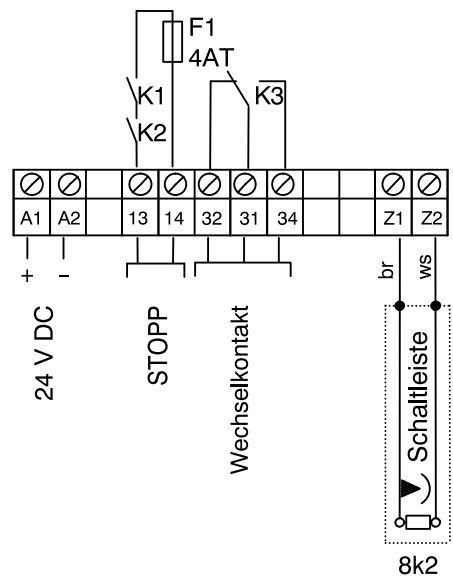 F1
4AT
K1
K3
K2
A1 A2 13 14 32 31 34 Z1 Z2
+ −
br ws
24 V DC
STOPP
Wechselkontakt
Schaltleiste
8k2